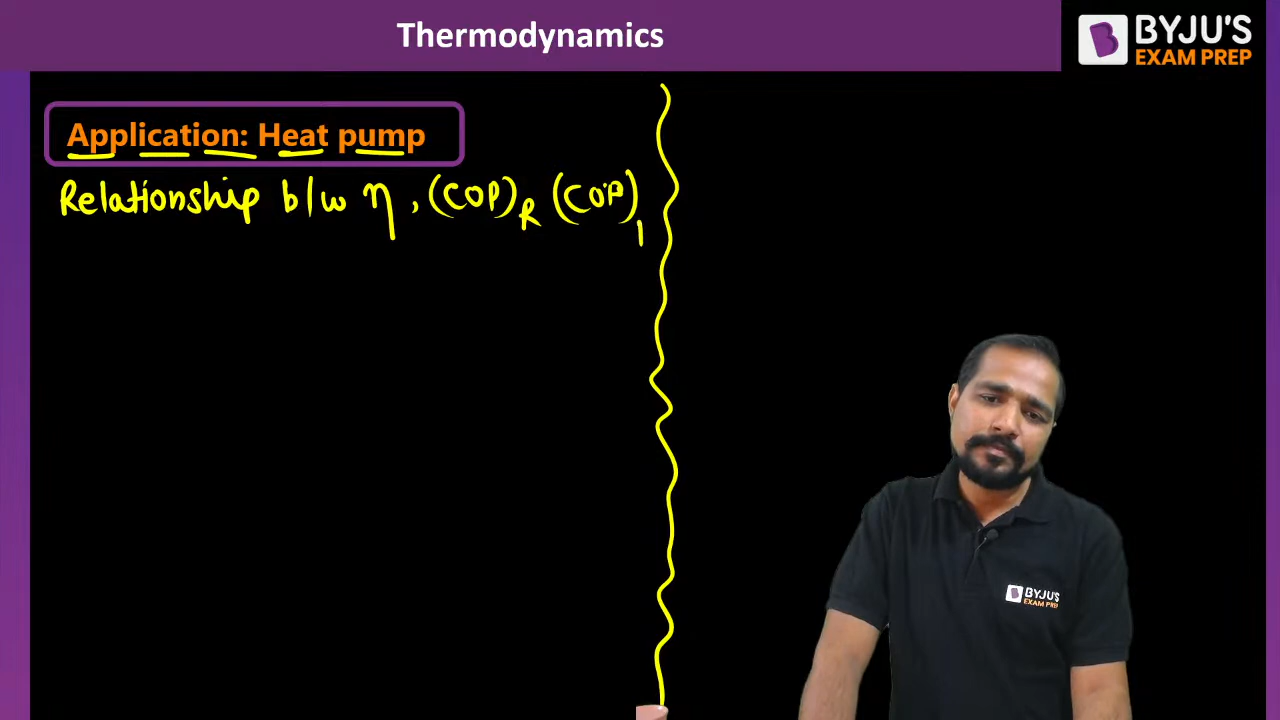 Thermodynamics
BYJU'S
EXAM PREP
Application: Heat pump
Relationship b/w η, (COP)R (COP)
BYJU'S
EXAM PREP